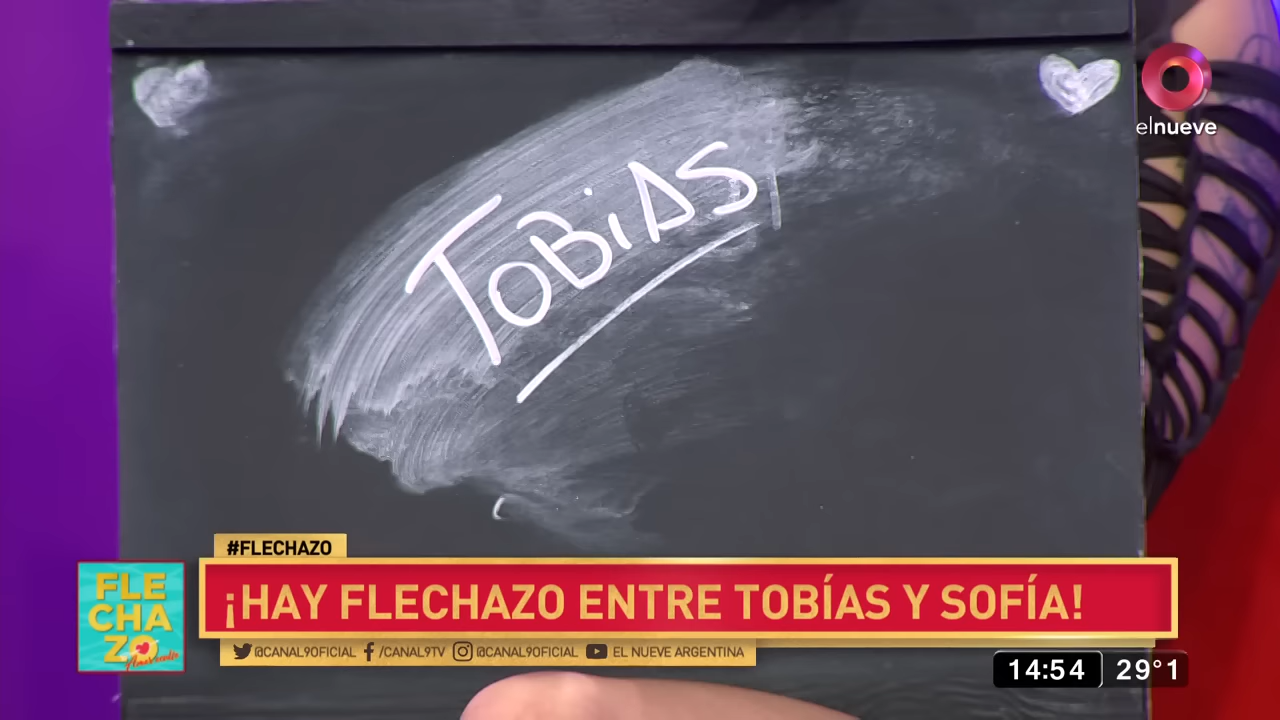 elnueve
TOBiAS
#FLECHAZO
FLE
CHA
ZO
¡HAY FLECHAZO ENTRE TOBÍAS Y SOFÍA!
@CANAL9OFICIAL /CANAL9TV @CANAL9OFICIAL EL NUEVE ARGENTINA
14:54 29°1